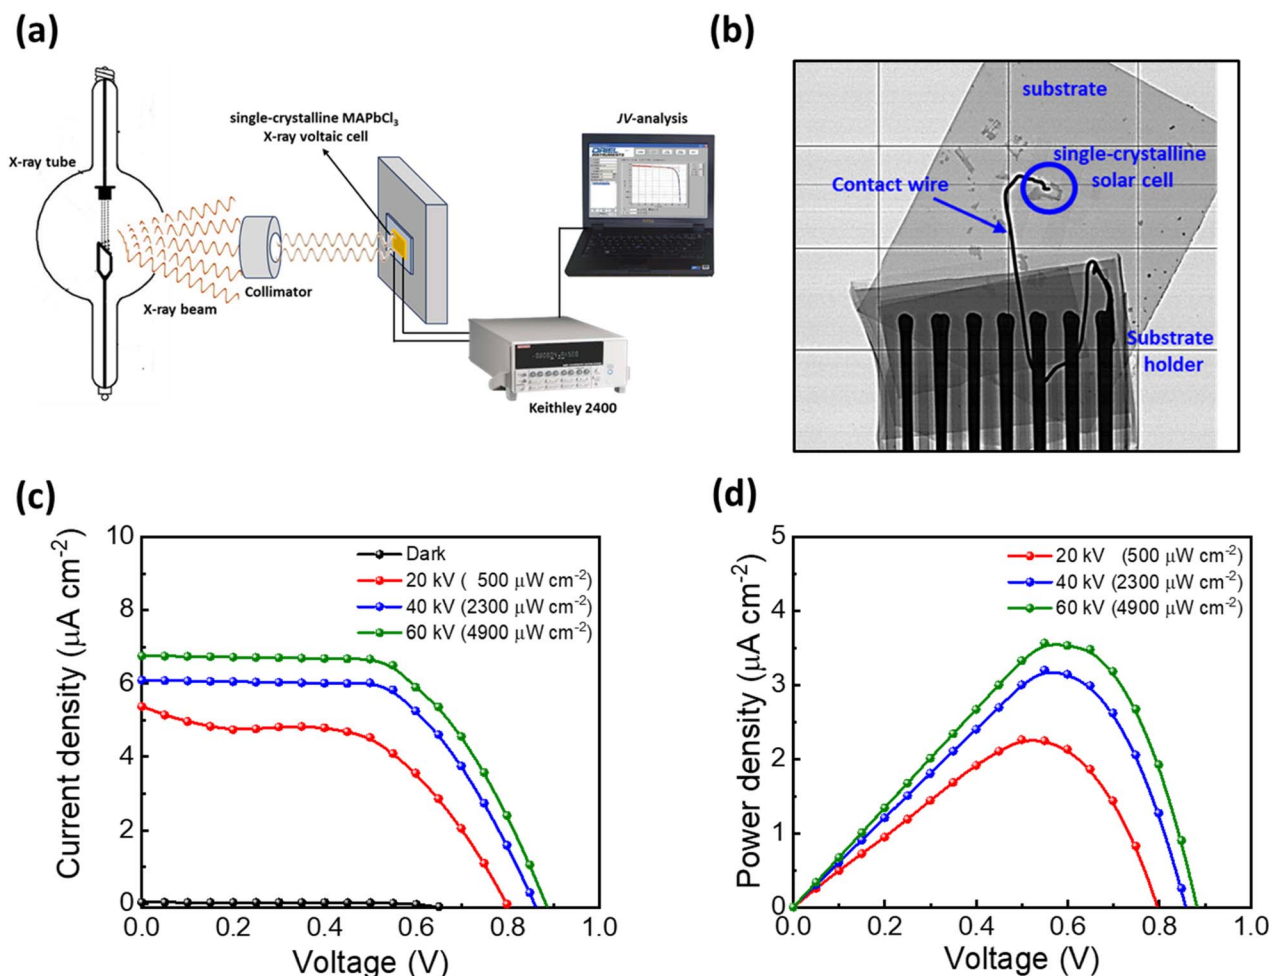 (a)
X-ray tube
X-ray beam
Collimator
single-crystalline MAPbCl₃
X-ray voltaic cell
JV-analysis
Keithley 2400
(b)
substrate
single-crystalline
solar cell
Contact wire
Substrate
holder
(c)
Current density (μA cm⁻²)
10
8
6
4
2
0
Dark
20 kV ( 500 μW cm⁻²)
40 kV (2300 μW cm⁻²)
60 kV (4900 μW cm⁻²)
0.0 0.2 0.4 0.6 0.8 1.0
Voltage (V)
(d)
Power density (μA cm⁻²)
5
4
3
2
1
0
20 kV (500 μW cm⁻²)
40 kV (2300 μW cm⁻²)
60 kV (4900 μW cm⁻²)
0.0 0.2 0.4 0.6 0.8 1.0
Voltage (V)